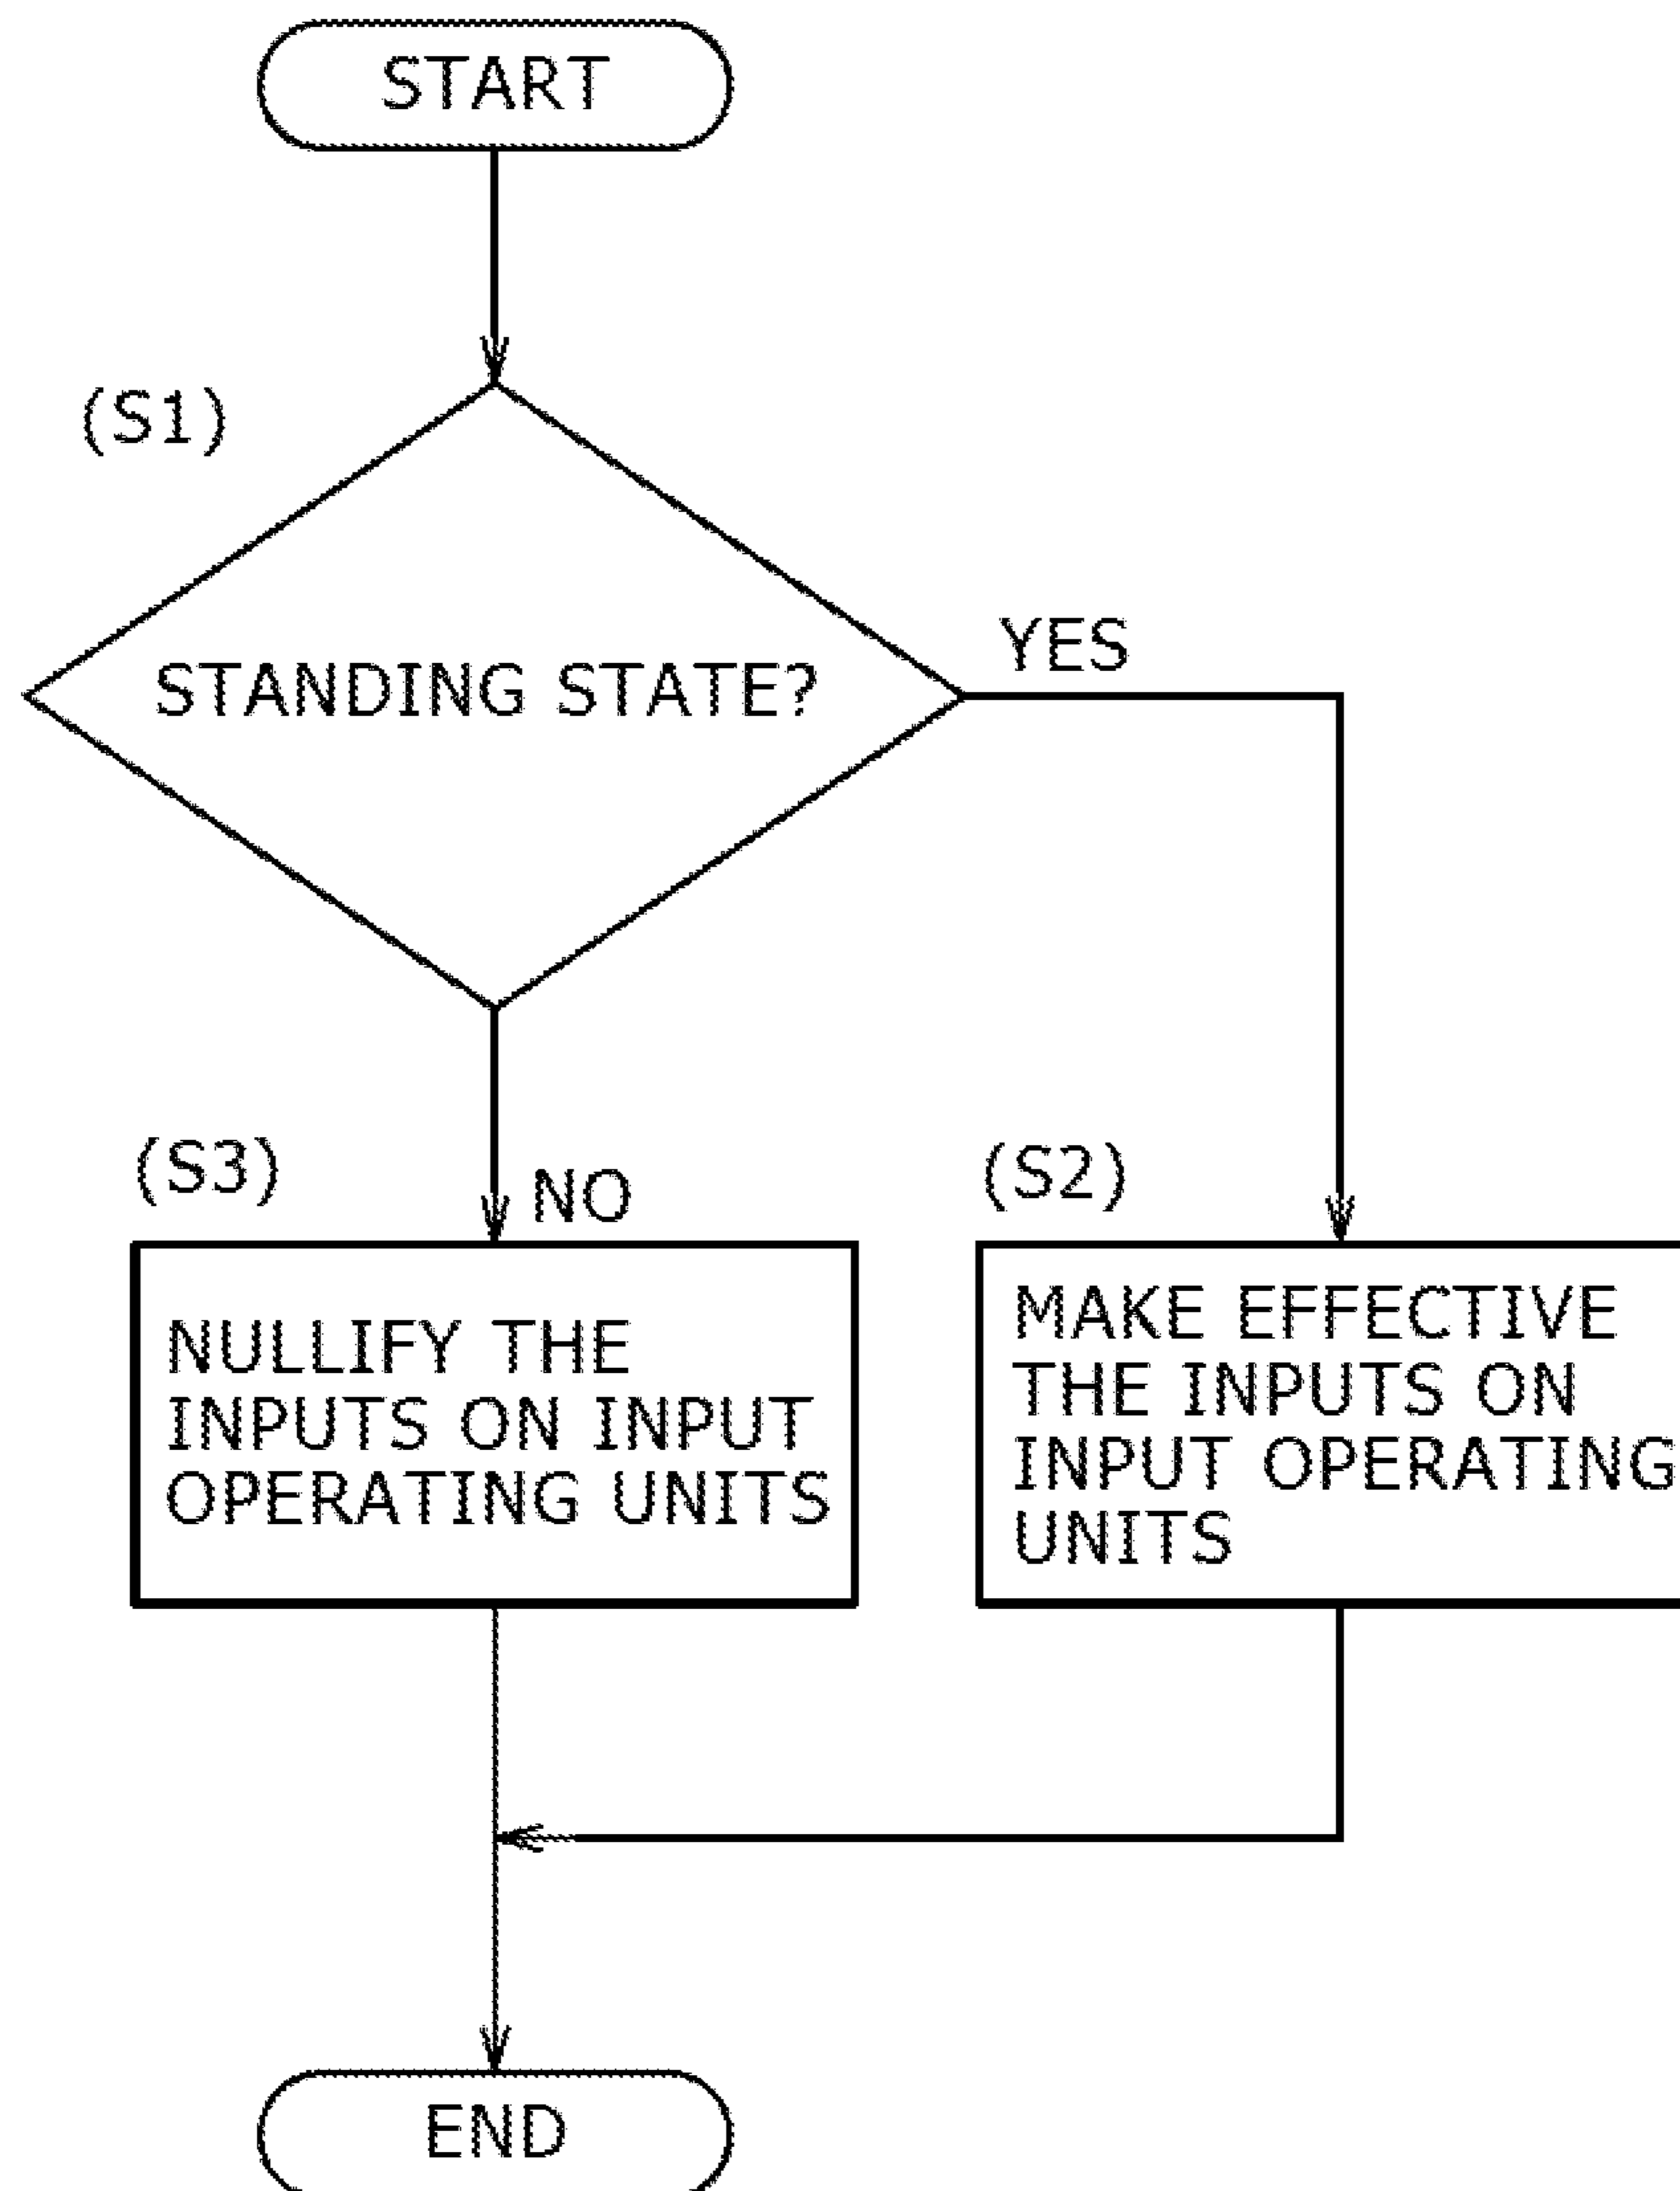 START
(S1)
STANDING STATE?
YES
(S3)
NO
(S2)
NULLIFY THE
INPUTS ON INPUT
OPERATING UNITS
MAKE EFFECTIVE
THE INPUTS ON
INPUT OPERATING
UNITS
END